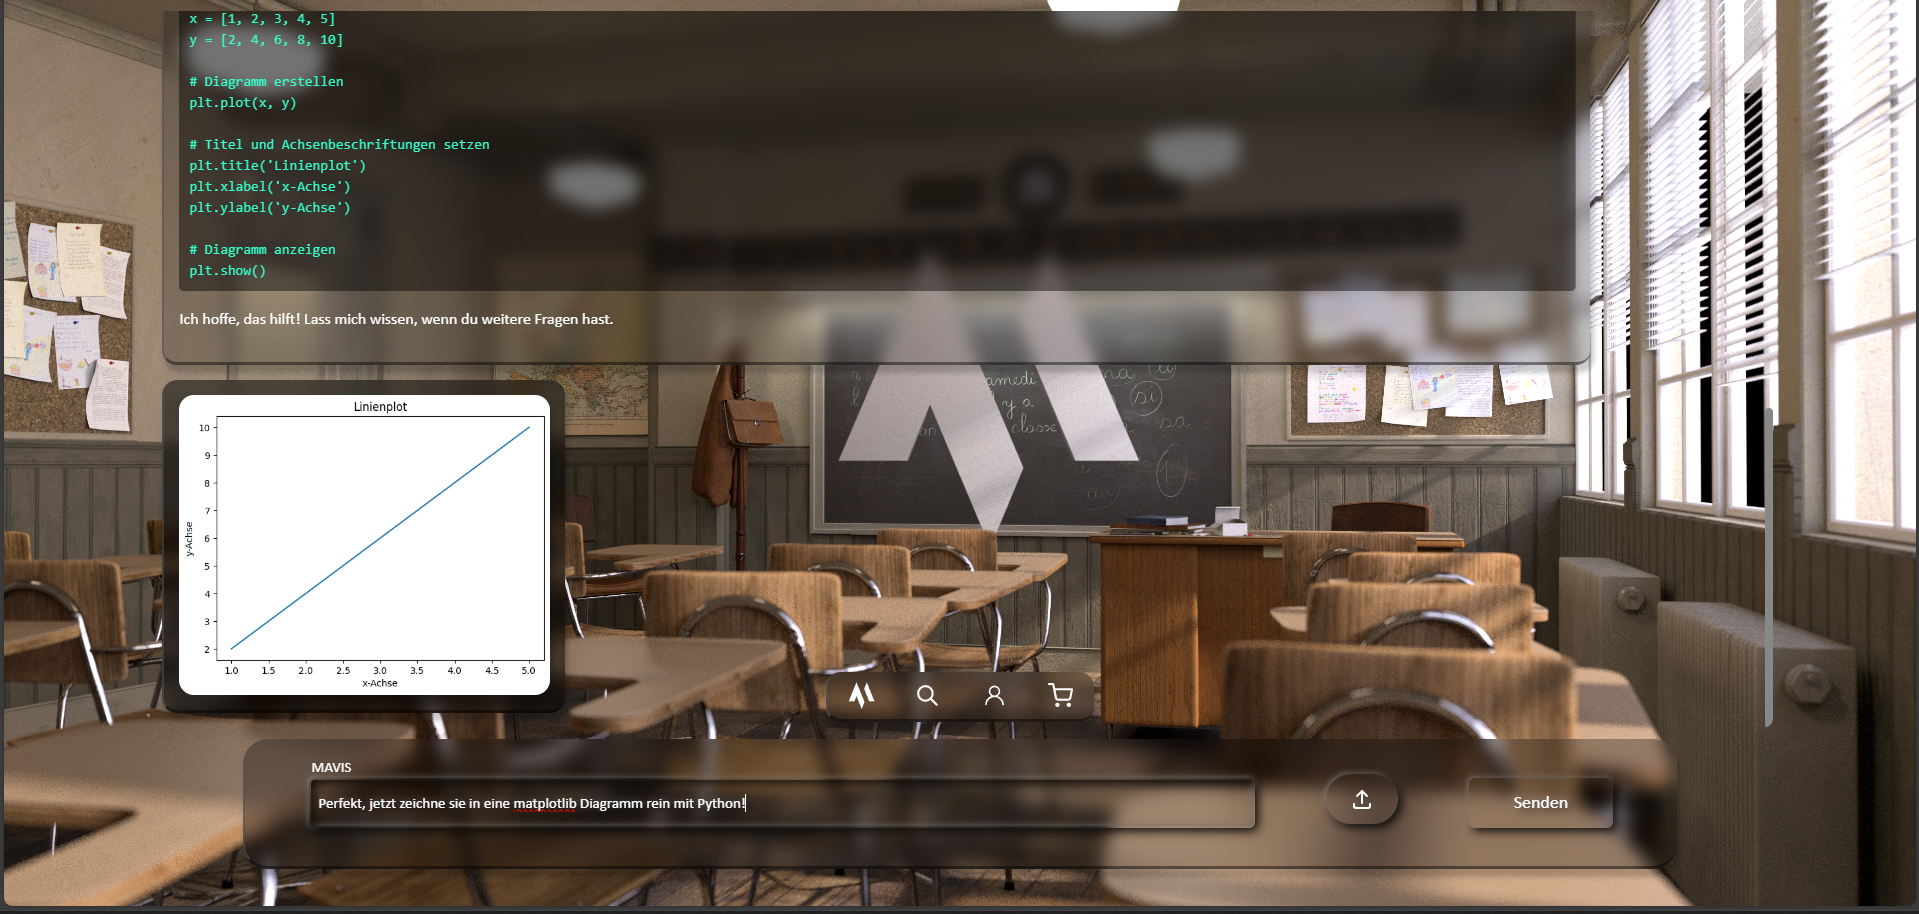 x = [1, 2, 3, 4, 5]
y = [2, 4, 6, 8, 10]
# Diagramm erstellen
plt.plot(x, y)
# Titel und Achsenbeschriftungen setzen
plt.title('Linienplot')
plt.xlabel('x-Achse')
plt.ylabel('y-Achse')
# Diagramm anzeigen
plt.show()
Ich hoffe, das hilft! Lass mich wissen, wenn du weitere Fragen hast.
amedi
y a
classe
sa
si
Linienplot
10
9
8
7
6
5
4
3
2
y-Achse
1.0 1.5 2.0 2.5 3.0 3.5 4.0 4.5 5.0
x-Achse
MAVIS
Perfekt, jetzt zeichne sie in eine matplotlib Diagramm rein mit Python!
Senden